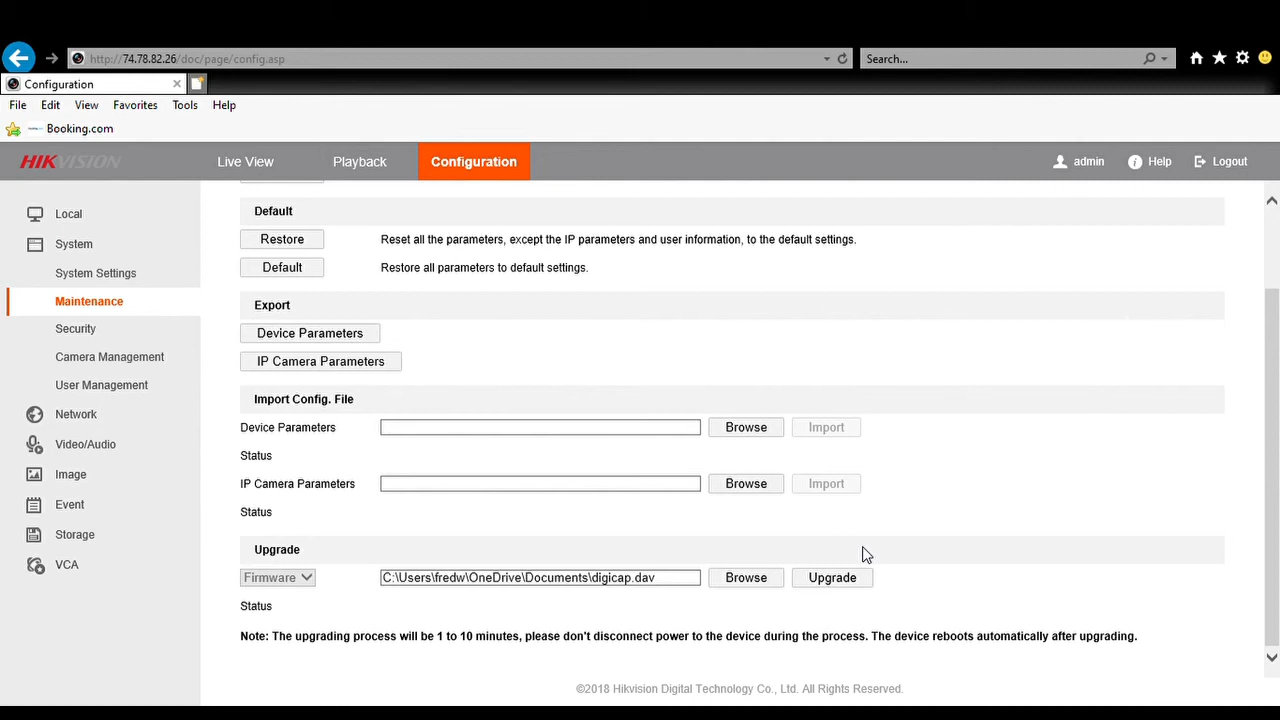 http://74.78.82.26/doc/page/config.asp
Search...
Configuration
File Edit View Favorites Tools Help
Booking.com
HIKVISION Live View Playback Configuration admin Help Logout
Local
System
System Settings
Maintenance
Security
Camera Management
User Management
Network
Video/Audio
Image
Event
Storage
VCA
Default
Restore Reset all the parameters, except the IP parameters and user information, to the default settings.
Default Restore all parameters to default settings.
Export
Device Parameters
IP Camera Parameters
Import Config. File
Device Parameters Browse Import
Status
IP Camera Parameters Browse Import
Status
Upgrade
Firmware C:\Users\fredw\OneDrive\Documents\digicap.dav Browse Upgrade
Status
Note: The upgrading process will be 1 to 10 minutes, please don't disconnect power to the device during the process. The device reboots automatically after upgrading.
©2018 Hikvision Digital Technology Co., Ltd. All Rights Reserved.